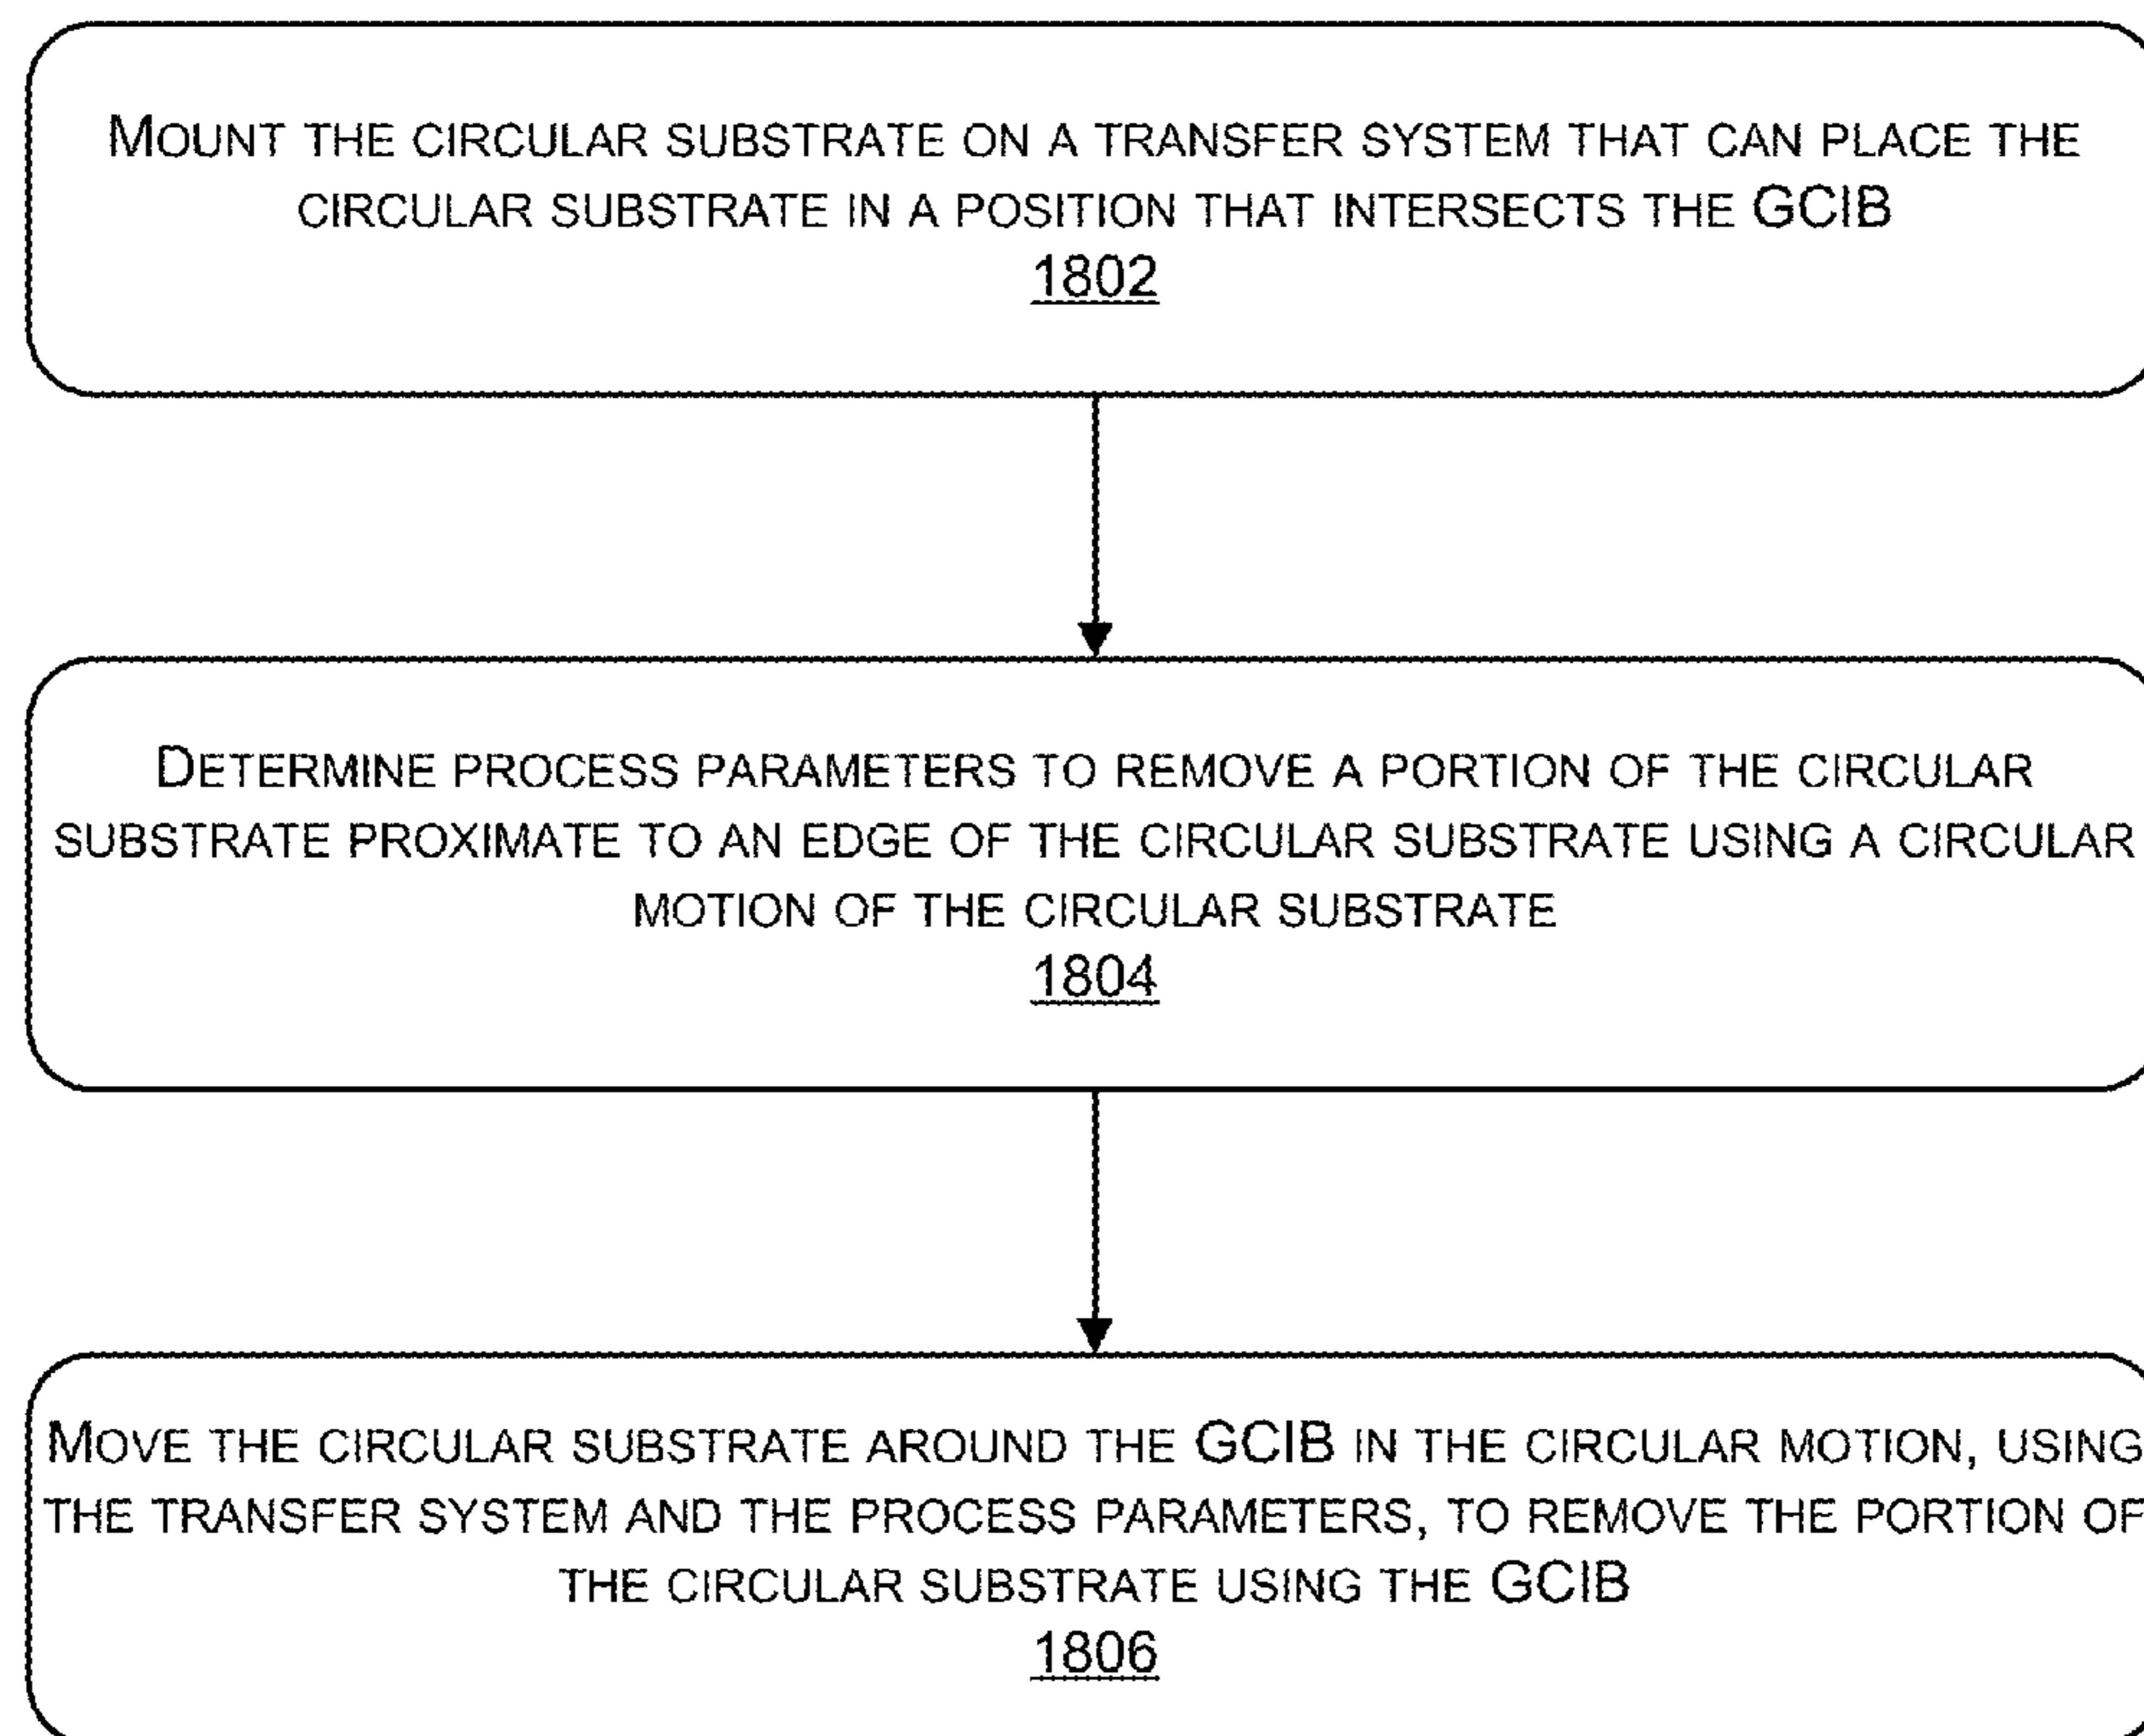 MOUNT THE CIRCULAR SUBSTRATE ON A TRANSFER SYSTEM THAT CAN PLACE THE
CIRCULAR SUBSTRATE IN A POSITION THAT INTERSECTS THE GCIB
1802
DETERMINE PROCESS PARAMETERS TO REMOVE A PORTION OF THE CIRCULAR
SUBSTRATE PROXIMATE TO AN EDGE OF THE CIRCULAR SUBSTRATE USING A CIRCULAR
MOTION OF THE CIRCULAR SUBSTRATE
1804
MOVE THE CIRCULAR SUBSTRATE AROUND THE GCIB IN THE CIRCULAR MOTION, USING
THE TRANSFER SYSTEM AND THE PROCESS PARAMETERS, TO REMOVE THE PORTION OF
THE CIRCULAR SUBSTRATE USING THE GCIB
1806